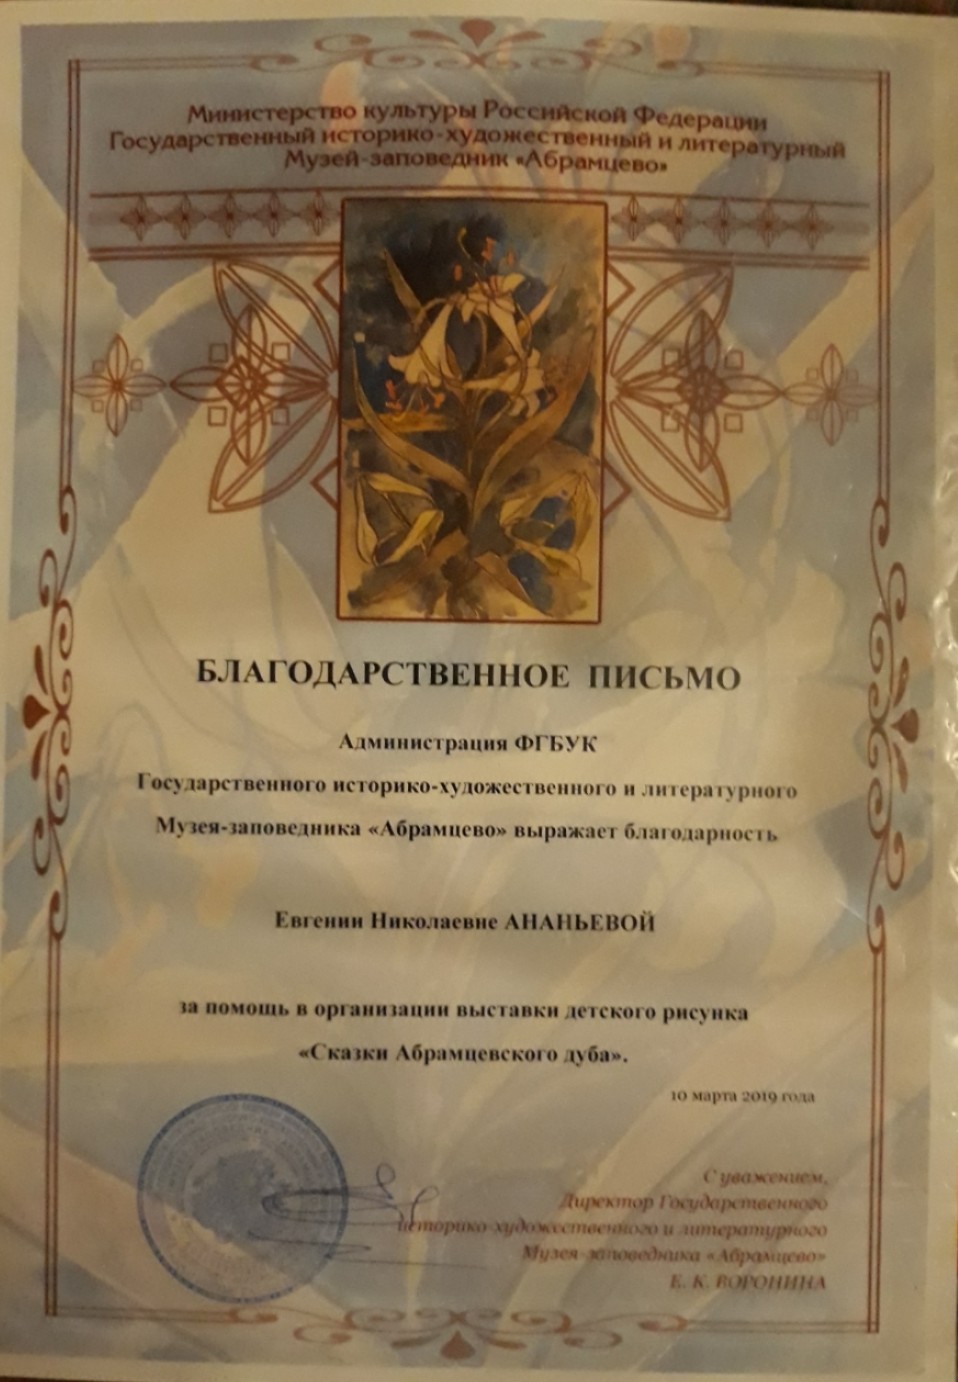 Министерство культуры Российской Федерации
Государственный историко-художественный и литературный
Музей-заповедник «Абрамцево»
БЛАГОДАРСТВЕННОЕ ПИСЬМО
Администрация ФГБУК
Государственного историко-художественного и литературного
Музея-заповедника «Абрамцево» выражает благодарность
Евгении Николаевне АНАНЬЕВОЙ
за помощь в организации выставки детского рисунка
«Сказки Абрамцевского дуба».
10 марта 2019 года
С уважением,
Директор Государственного
историко-художественного и литературного
Музея-заповедника «Абрамцево»
Е. К. ВОРОНИНА